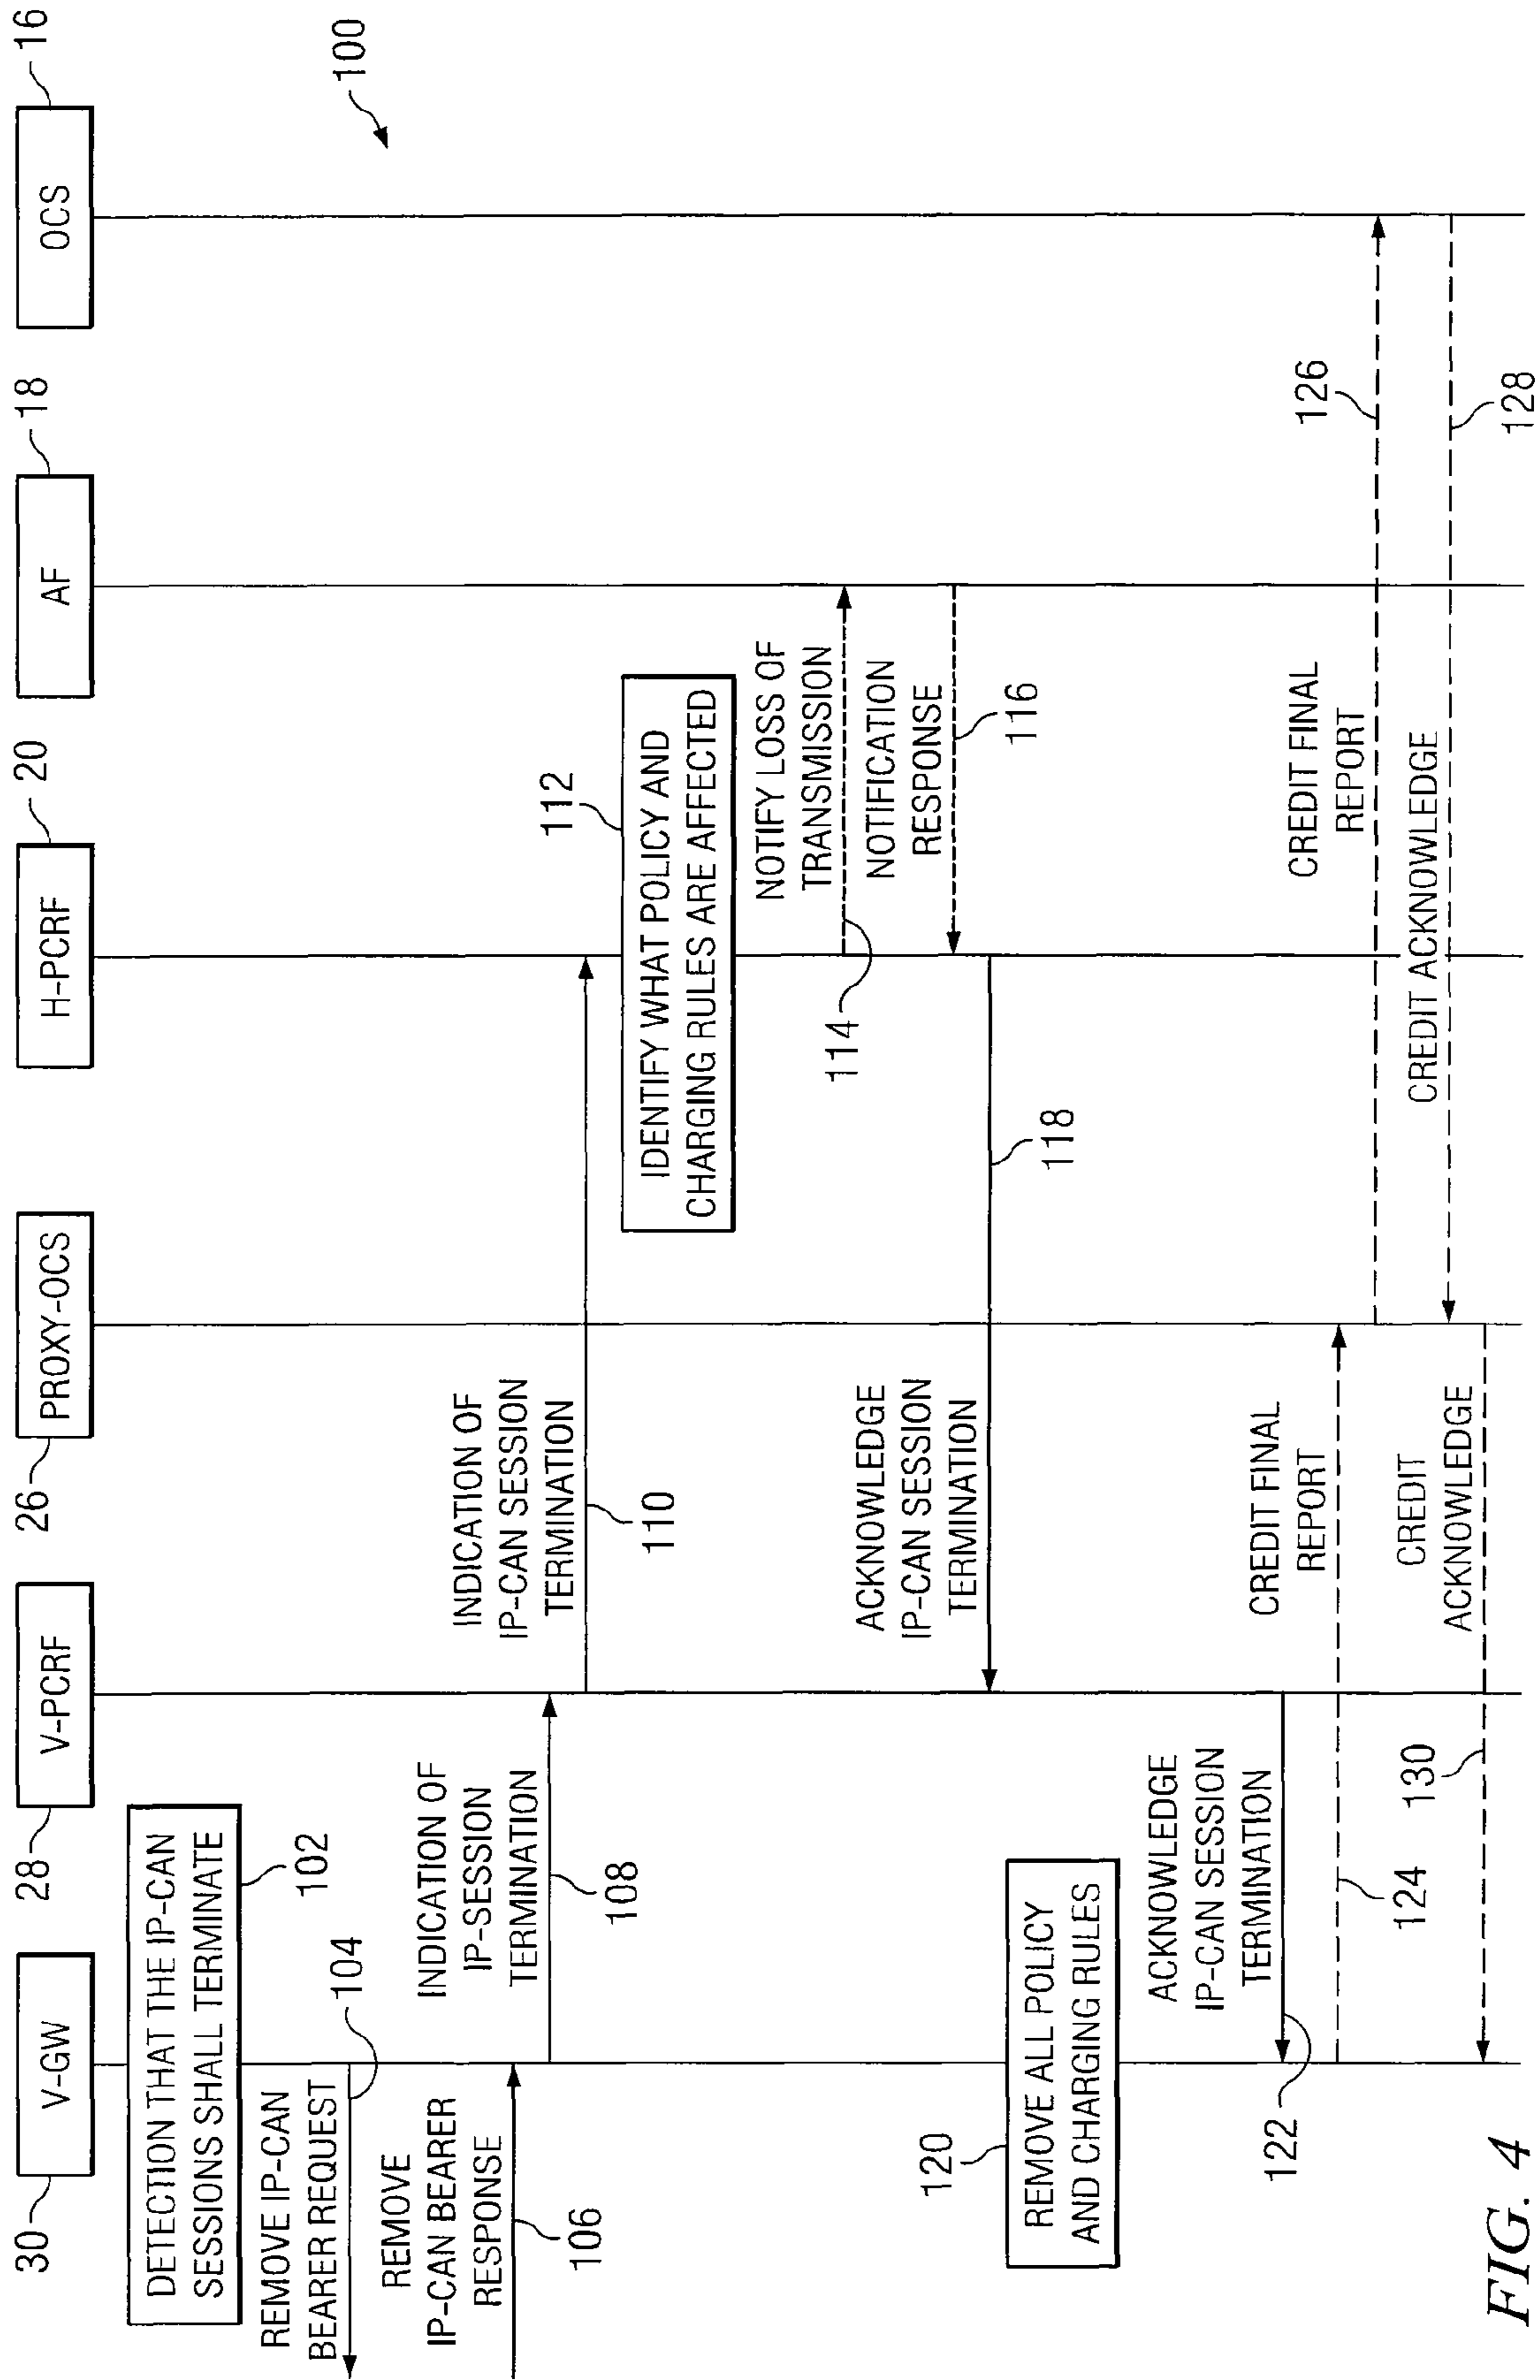 30
28
26
20
18
16
V-GW
V-PCRF
PROXY-OCS
H-PCRF
AF
OCS
100
DETECTION THAT THE IP-CAN
SESSIONS SHALL TERMINATE
102
REMOVE IP-CAN
BEARER REQUEST
104
REMOVE
IP-CAN BEARER
RESPONSE
106
INDICATION OF
IP-SESSION
TERMINATION
108
INDICATION OF
IP-CAN SESSION
TERMINATION
110
112
IDENTIFY WHAT POLICY AND
CHARGING RULES ARE AFFECTED
NOTIFY LOSS OF
TRANSMISSION
114
NOTIFICATION
RESPONSE
116
ACKNOWLEDGE
IP-CAN SESSION
TERMINATION
118
120
REMOVE ALL POLICY
AND CHARGING RULES
ACKNOWLEDGE
IP-CAN SESSION
TERMINATION
122
CREDIT FINAL
REPORT
124
CREDIT FINAL
REPORT
126
CREDIT ACKNOWLEDGE
128
CREDIT
ACKNOWLEDGE
130
FIG. 4